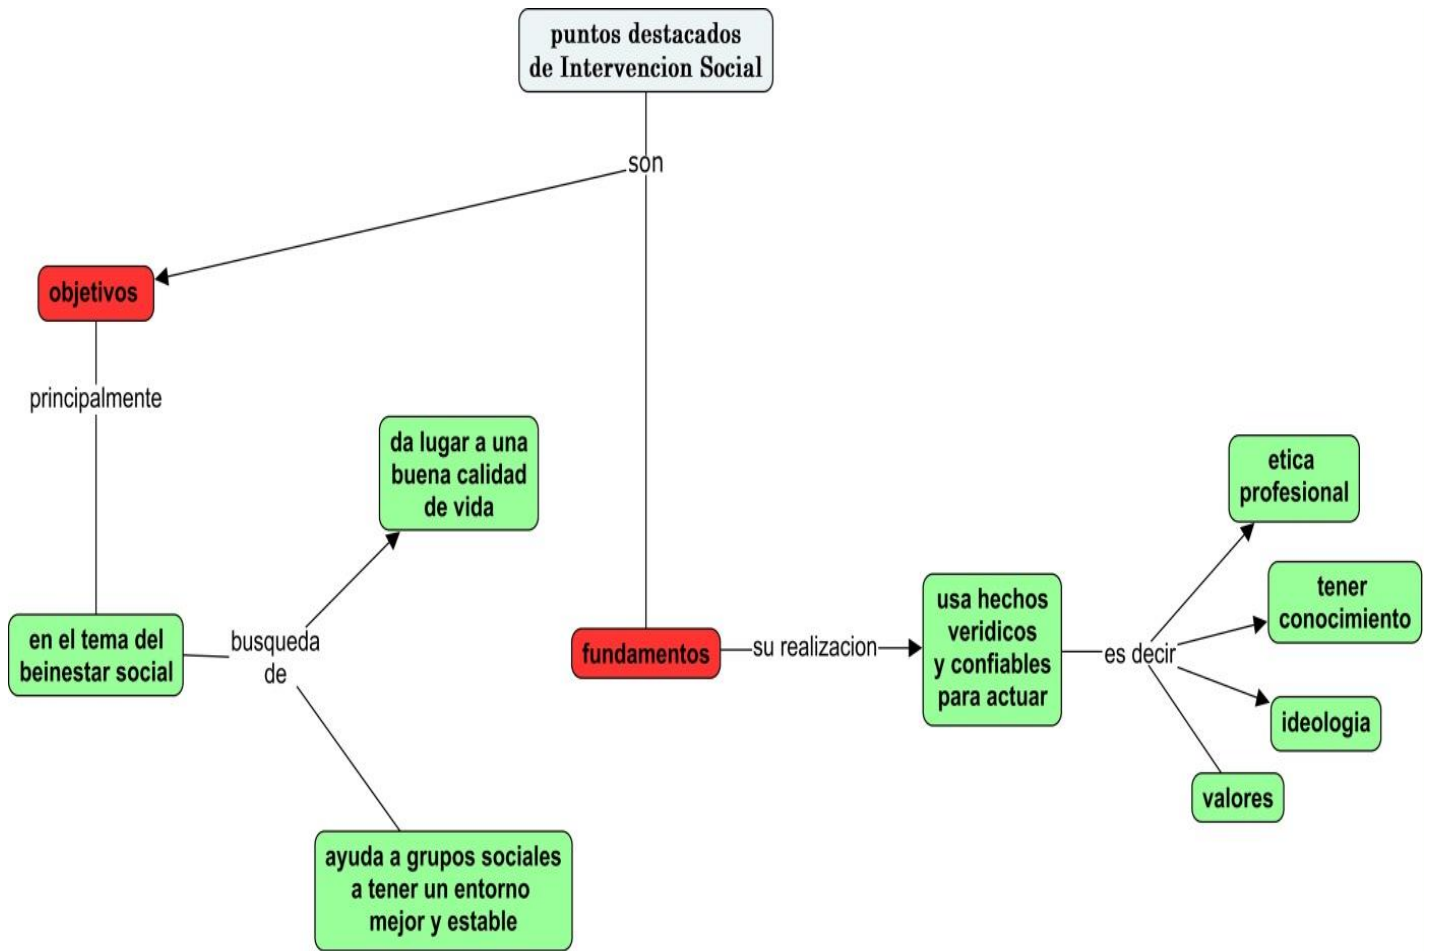 puntos destacados
de Intervencion Social
son
objetivos
principalmente
en el tema del
beinestar social
busqueda
de
da lugar a una
buena calidad
de vida
ayuda a grupos sociales
a tener un entorno
mejor y estable
fundamentos
su realizacion
usa hechos
veridicos
y confiables
para actuar
es decir
etica
profesional
tener
conocimiento
ideologia
valores